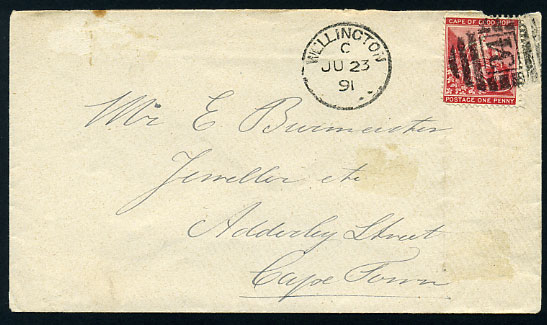 CAPE OF GOOD HOPE
WELLINGTON
C
JU 23
91
POSTAGE ONE PENNY
Mr E Burmeister
Jeweller etc
Adderley Street
Cape Town